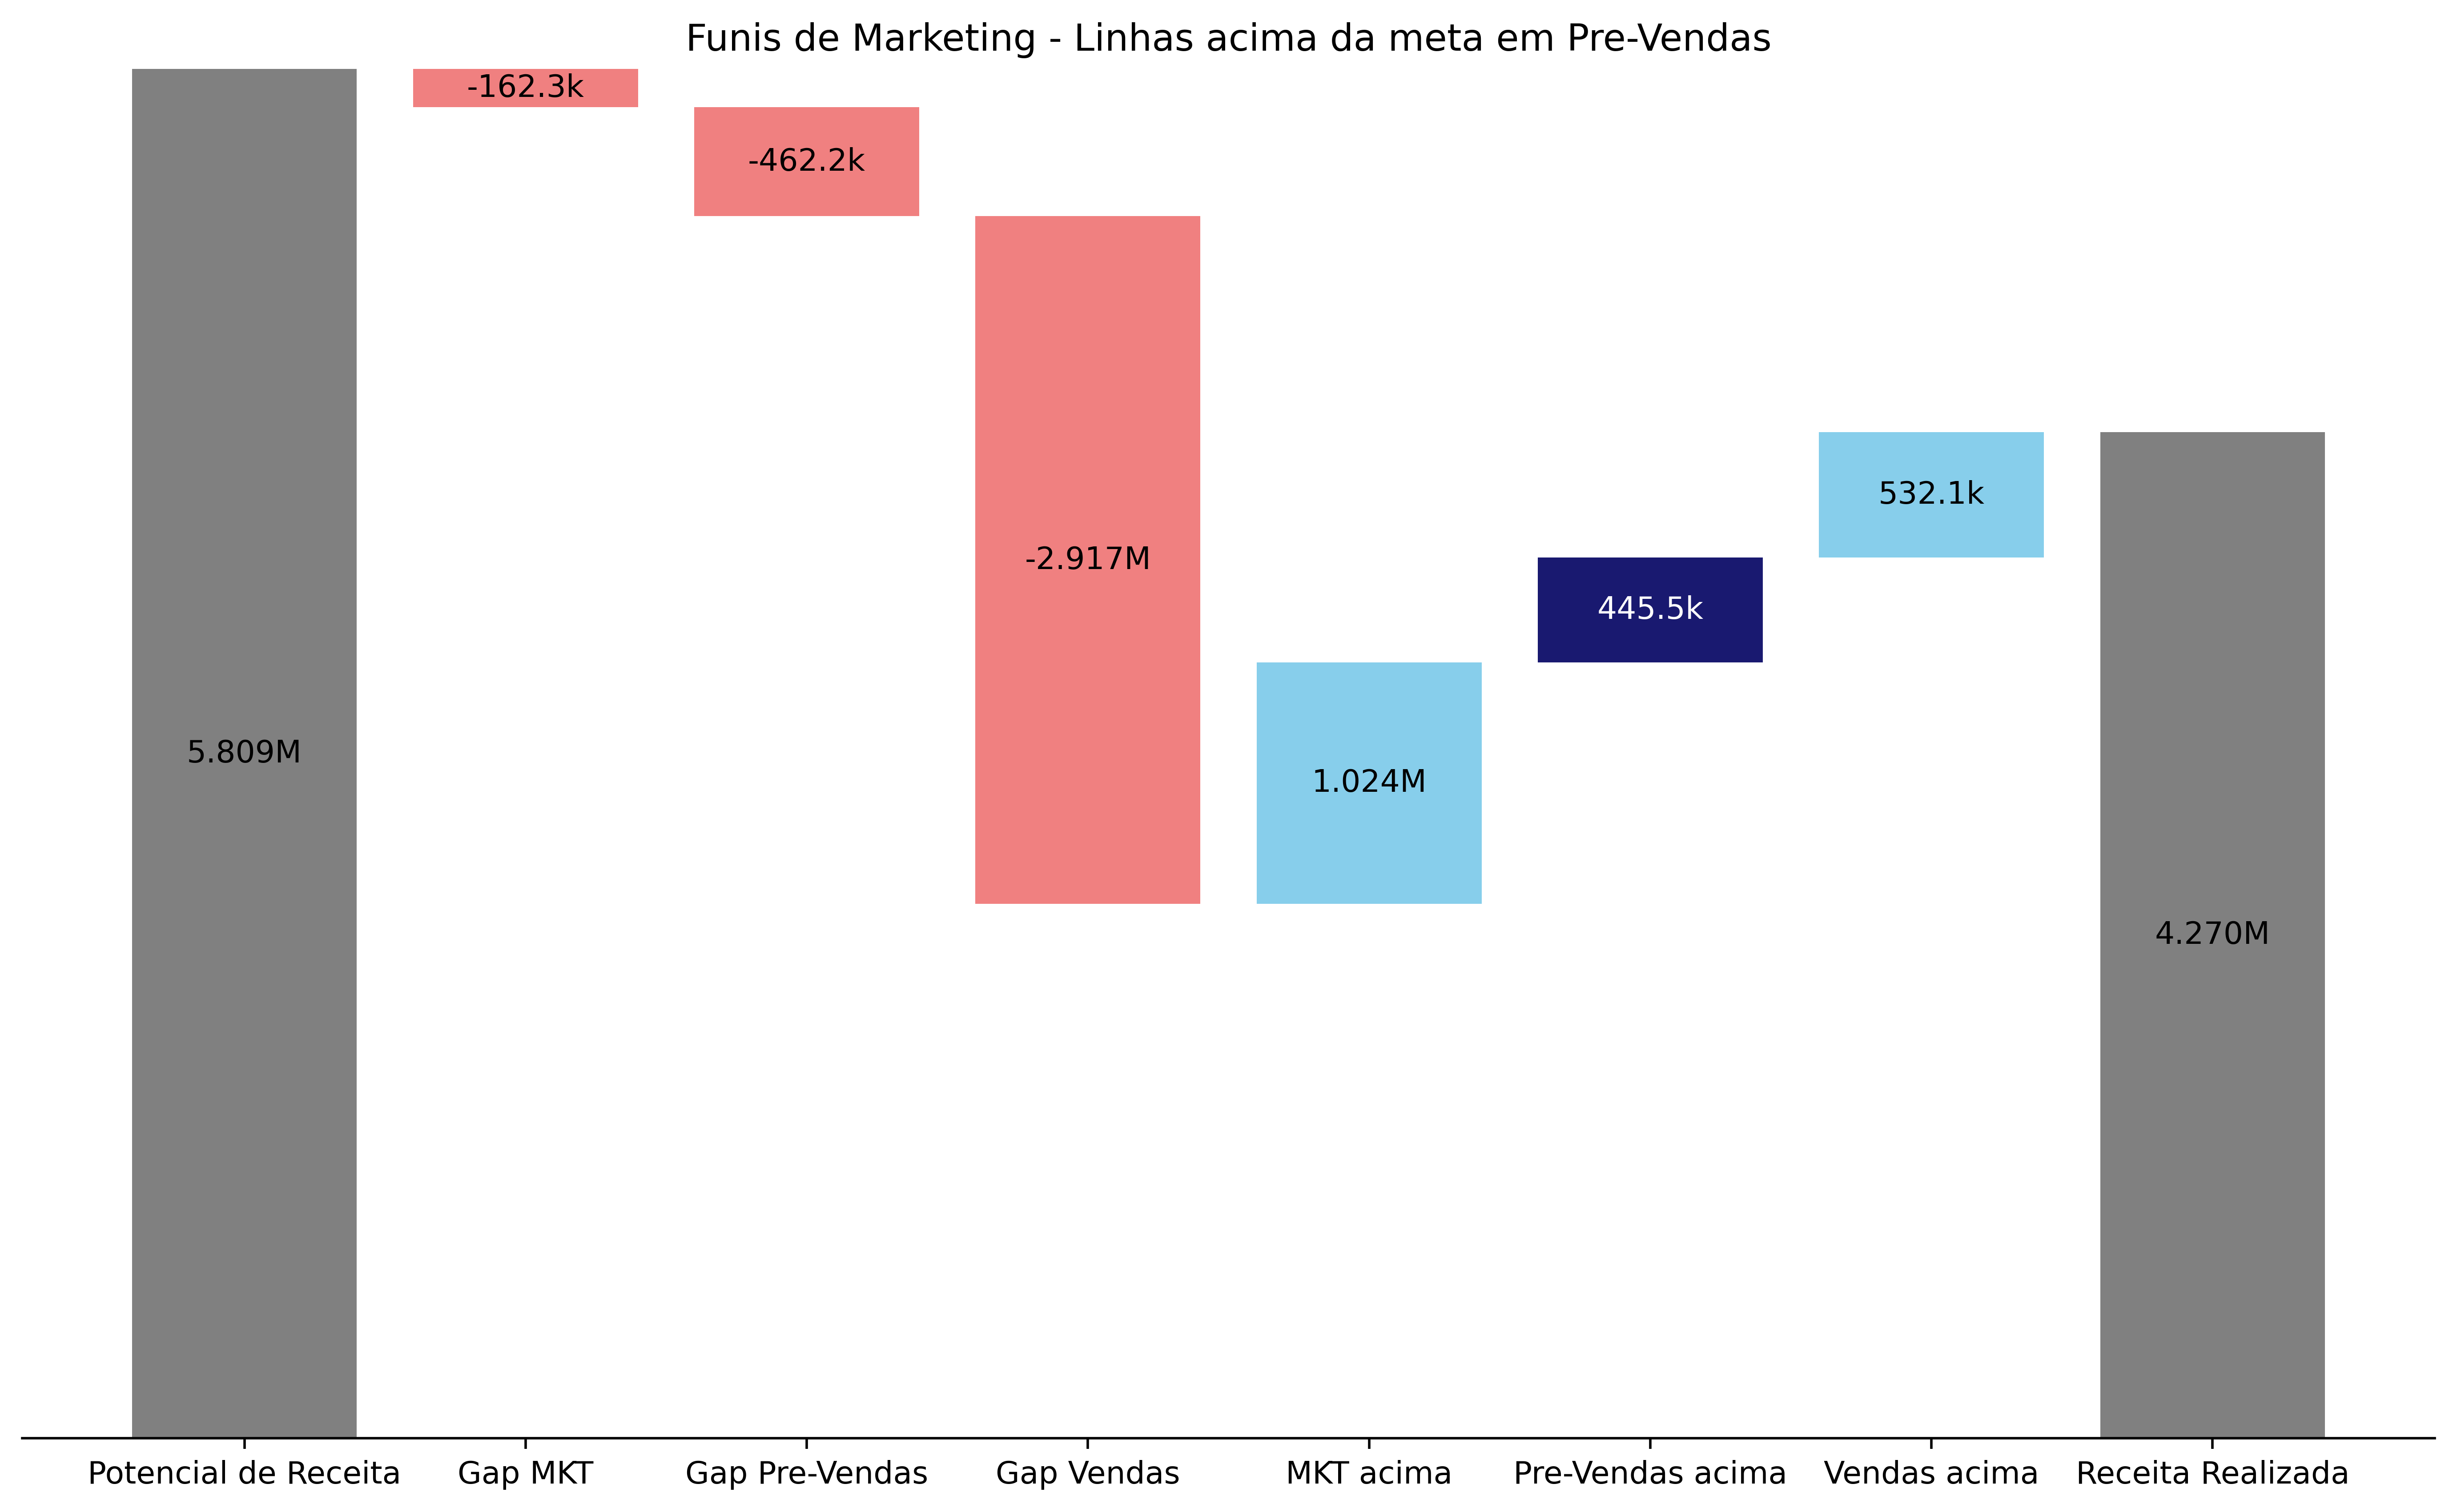 Funis de Marketing - Linhas acima da meta em Pre-Vendas
-162.3k
-462.2k
-2.917M
532.1k
445.5k
5.809M
1.024M
4.270M
Potencial de Receita
Gap MKT
Gap Pre-Vendas
Gap Vendas
MKT acima
Pre-Vendas acima
Vendas acima
Receita Realizada